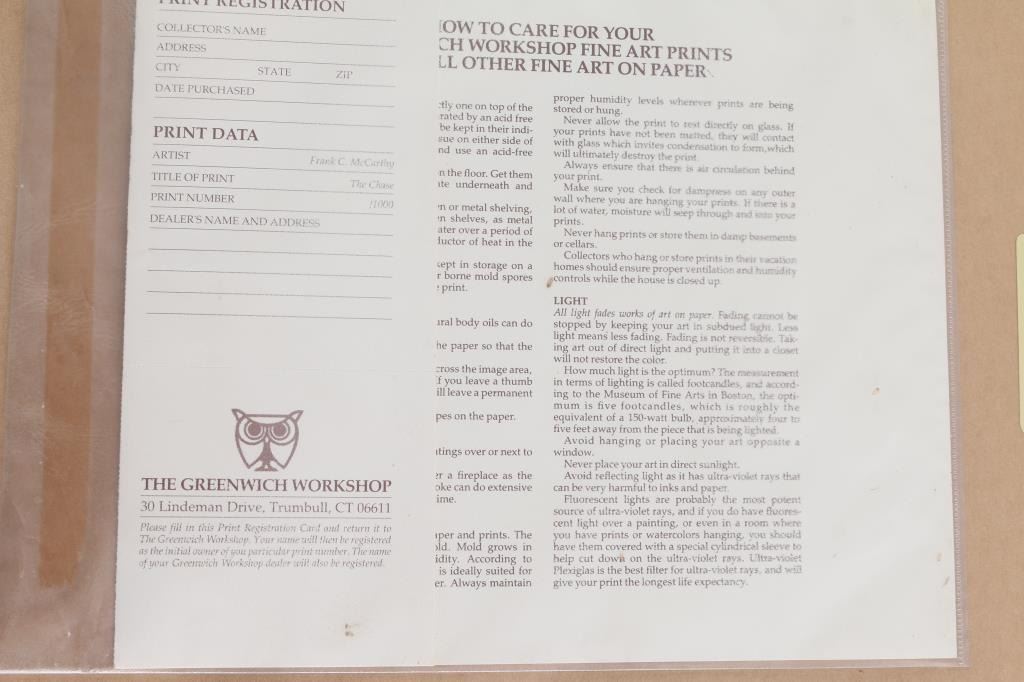 PRINT REGISTRATION
COLLECTOR'S NAME
ADDRESS
CITY STATE ZIP
DATE PURCHASED
PRINT DATA
ARTIST Frank C. McCarthy
TITLE OF PRINT The Chase
PRINT NUMBER /1000
DEALER'S NAME AND ADDRESS
THE GREENWICH WORKSHOP
30 Lindeman Drive, Trumbull, CT 06611
Please fill in this Print Registration Card and return it to
The Greenwich Workshop. Your name will then be registered
as the initial owner of you particular print number. The name
of your Greenwich Workshop dealer will also be registered.
OW TO CARE FOR YOUR
CH WORKSHOP FINE ART PRINTS
LL OTHER FINE ART ON PAPER
ctly one on top of the
rated by an acid free
be kept in their indi-
sue on either side of
nd use an acid-free
n the floor. Get them
ate underneath and
en or metal shelving,
en shelves, as metal
ater over a period of
ductor of heat in the
kept in storage on a
r borne mold spores
e print.
ural body oils can do
he paper so that the
cross the image area,
f you leave a thumb
ill leave a permanent
pes on the paper.
atings over or next to
er a fireplace as the
oke can do extensive
ime.
aper and prints. The
old. Mold grows in
idity. According to
is ideally suited for
er. Always maintain
proper humidity levels wherever prints are being
stored or hung.
Never allow the print to rest directly on glass. If
your prints have not been matted, they will contact
with glass which invites condensation to form, which
will ultimately destroy the print.
Always ensure that there is air circulation behind
your print.
Make sure you check for dampness on any outer
wall where you are hanging your prints. If there is a
lot of water, moisture will seep through and into your
prints.
Never hang prints or store them in damp basements
or cellars.
Collectors who hang or store prints in their vacation
homes should ensure proper ventilation and humidity
controls while the house is closed up.
LIGHT
All light fades works of art on paper. Fading cannot be
stopped by keeping your art in subdued light. Less
light means less fading. Fading is not reversible. Tak-
ing art out of direct light and putting it into a closet
will not restore the color.
How much light is the optimum? The measurement
in terms of lighting is called footcandles, and accord-
ing to the Museum of Fine Arts in Boston, the opti-
mum is five footcandles, which is roughly the
equivalent of a 150-watt bulb, approximately four to
five feet away from the piece that is being lighted.
Avoid hanging or placing your art opposite a
window.
Never place your art in direct sunlight.
Avoid reflecting light as it has ultra-violet rays that
can be very harmful to inks and paper.
Fluorescent lights are probably the most potent
source of ultra-violet rays, and if you do have fluores-
cent light over a painting, or even in a room where
you have prints or watercolors hanging, you should
have them covered with a special cylindrical sleeve to
help cut down on the ultra-violet rays. Ultra-violet
Plexiglas is the best filter for ultra-violet rays, and will
give your print the longest life expectancy.